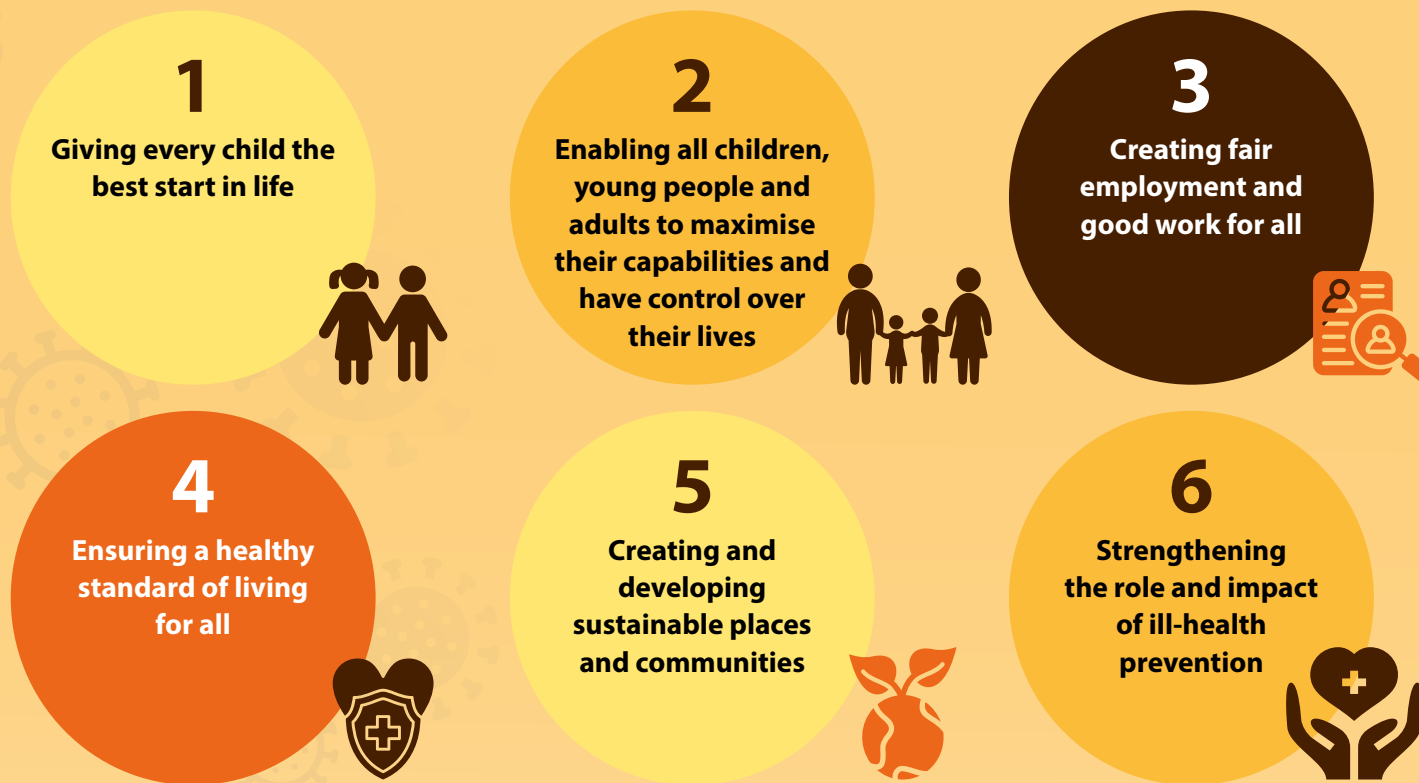 1
Giving every child the
best start in life
2
Enabling all children,
young people and
adults to maximise
their capabilities and
have control over
their lives
3
Creating fair
employment and
good work for all
4
Ensuring a healthy
standard of living
for all
5
Creating and
developing
sustainable places
and communities
6
Strengthening
the role and impact
of ill-health
prevention